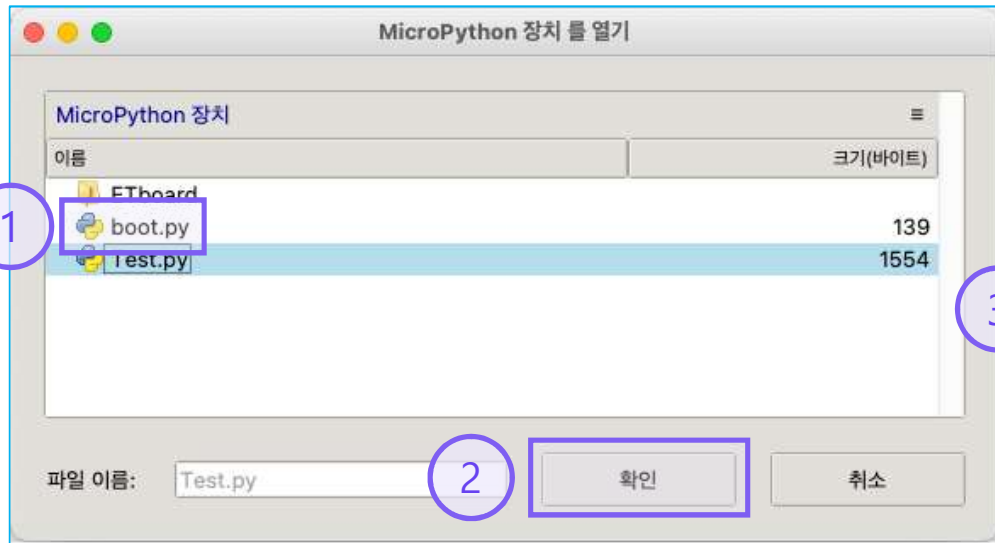 MicroPython 장치 를 열기
MicroPython 장치 ≡
이름 크기(바이트)
ETboard
1 boot.py 139
Test.py 1554
3
파일 이름: Test.py 2 확인 취소